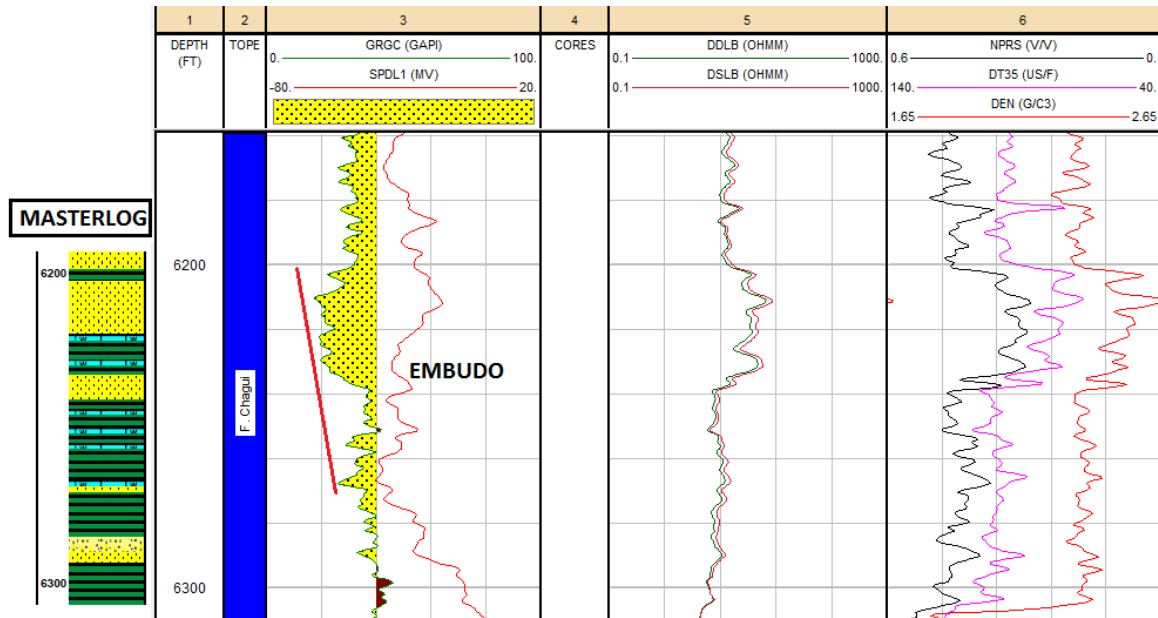 1 2 3 4 5 6
DEPTH (FT) TOPE GRGC (GAPI) CORES DDLB (OHMM) NPRS (V/V)
0. 100. 0.1 1000. 0.6 0.
SPDL1 (MV) DSLB (OHMM) DT35 (US/F)
-80. 20. 0.1 1000. 140. 40.
DEN (G/C3)
1.65 2.65
MASTERLOG
6200
6300
W W W
W W W
W W W
W W W
W W W
W W W
6200
6300
F. Chagui
EMBUDO